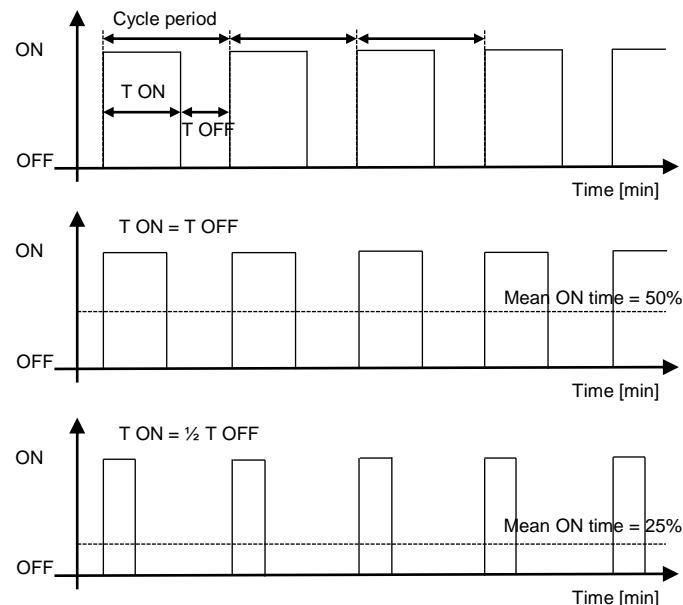 Cycle period
ON
T ON
T OFF
OFF
Time [min]
T ON = T OFF
ON
Mean ON time = 50%
OFF
Time [min]
T ON = ½ T OFF
ON
Mean ON time = 25%
OFF
Time [min]